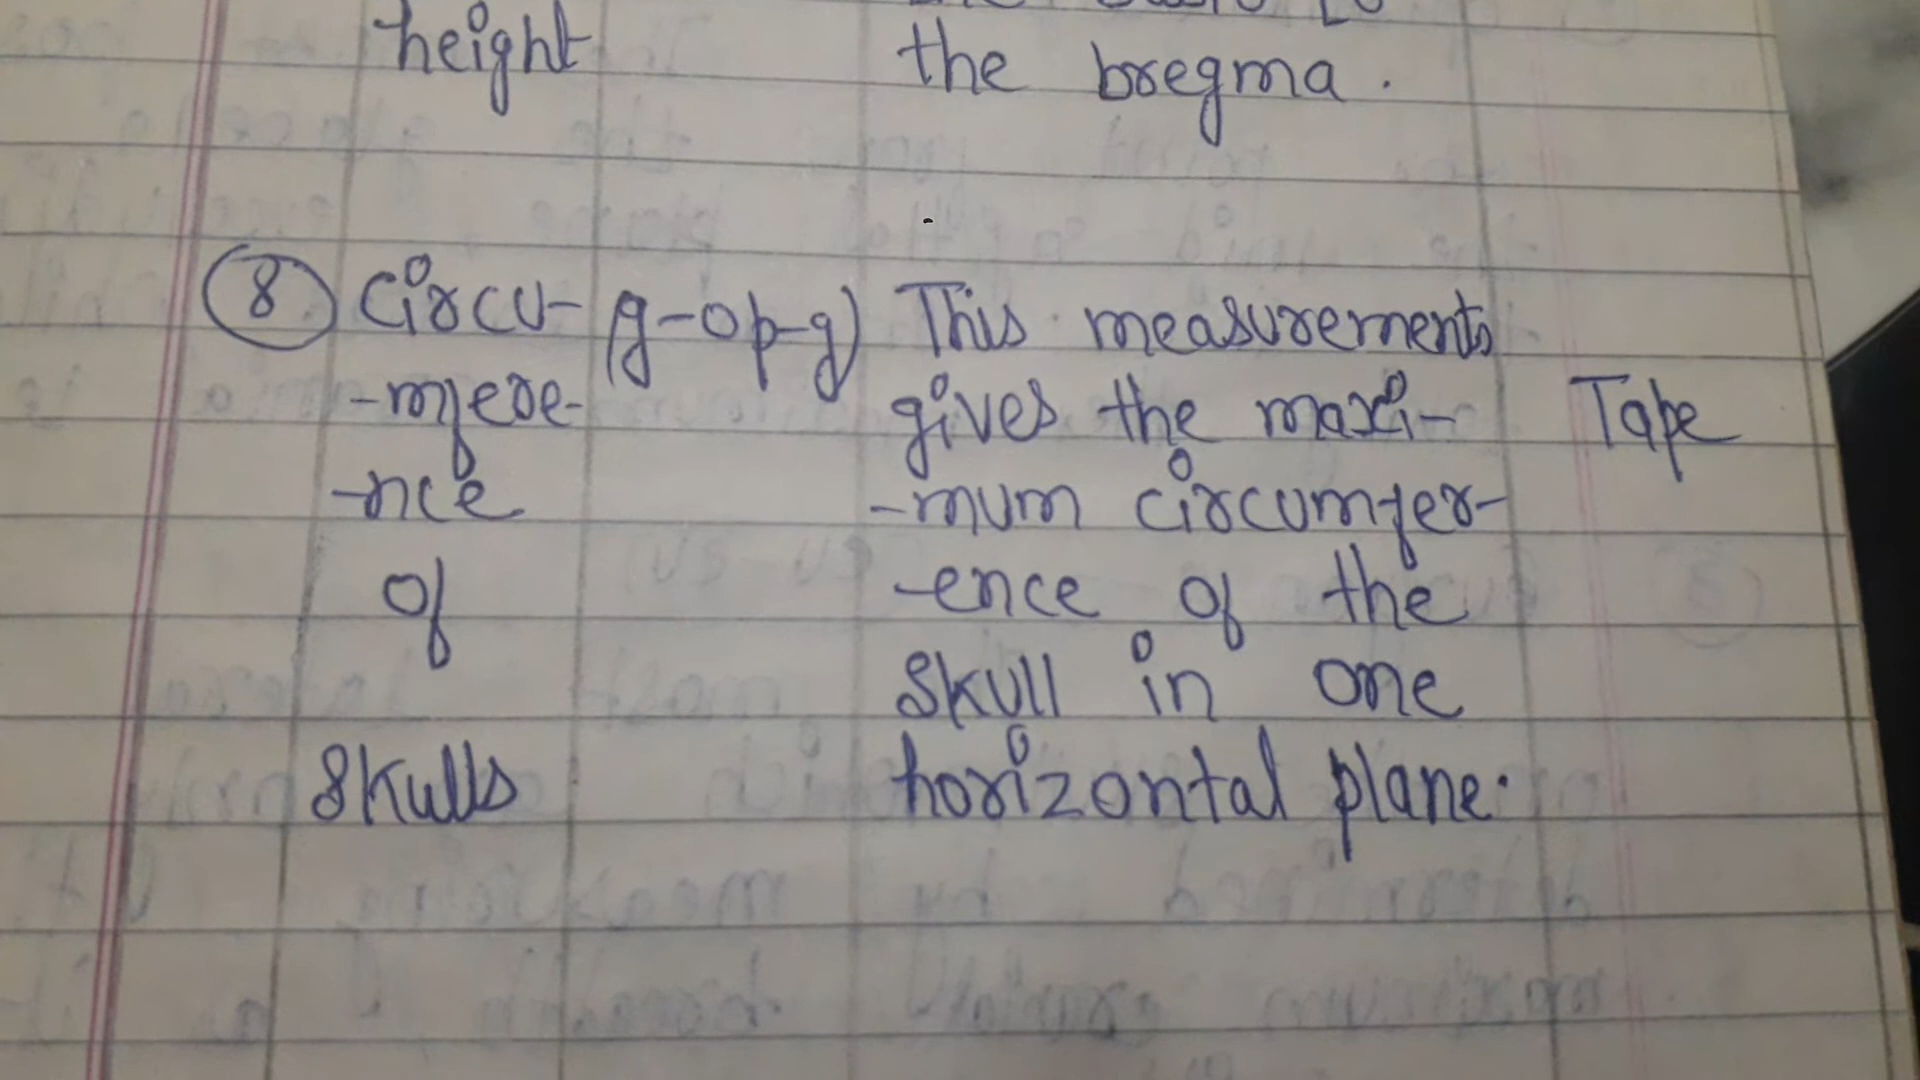 height the bregma.
⑧ Circu- (g-op-g) This measurements
-mfere- gives the maxi- Tape
-nce -mum circumfer-
of -ence of the
skull in one
Skulls horizontal plane.